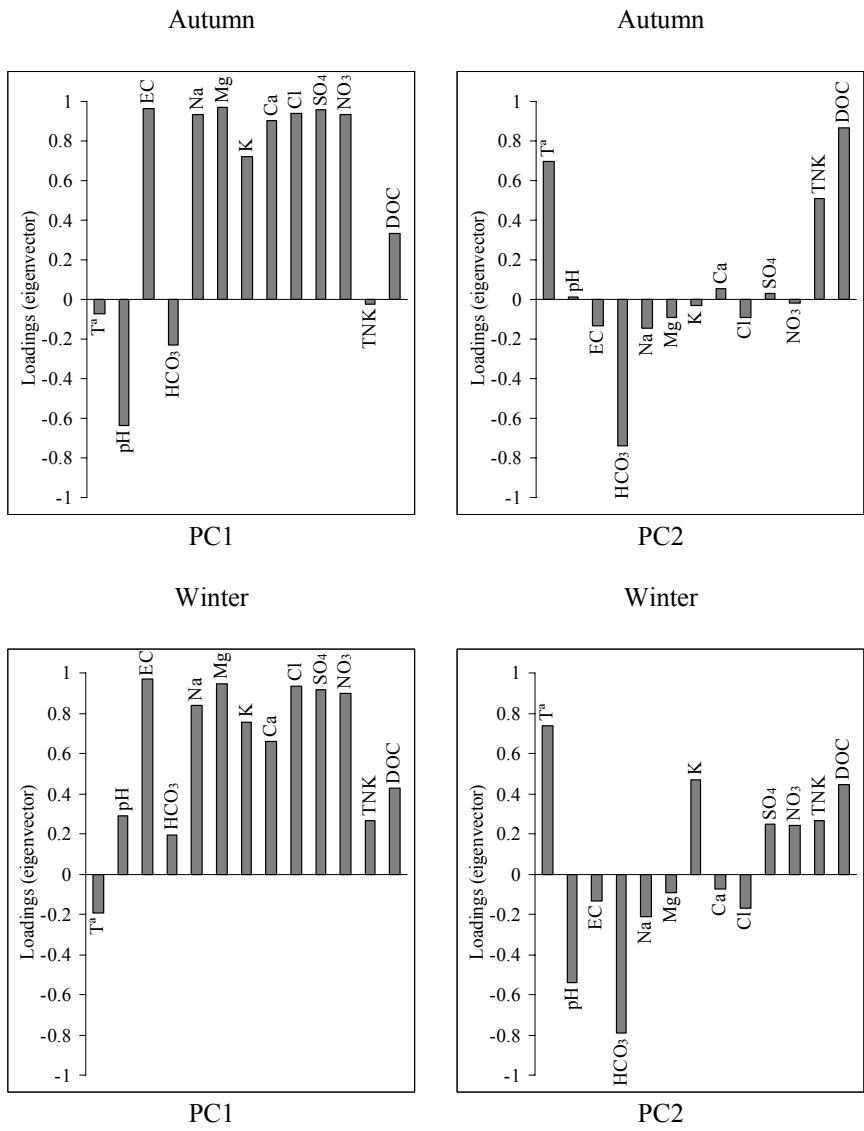 Autumn
Autumn
Loadings (eigenvector)
1
0.8
0.6
0.4
0.2
0
-0.2
-0.4
-0.6
-0.8
-1
Tª
pH
EC
HCO₃
Na
Mg
K
Ca
Cl
SO₄
NO₃
TNK
DOC
PC1
Loadings (eigenvector)
1
0.8
0.6
0.4
0.2
0
-0.2
-0.4
-0.6
-0.8
-1
Tª
pH
EC
HCO₃
Na
Mg
K
Ca
Cl
SO₄
NO₃
TNK
DOC
PC2
Winter
Winter
Loadings (eigenvector)
1
0.8
0.6
0.4
0.2
0
-0.2
-0.4
-0.6
-0.8
-1
Tª
pH
EC
HCO₃
Na
Mg
K
Ca
Cl
SO₄
NO₃
TNK
DOC
PC1
Loadings (eigenvector)
1
0.8
0.6
0.4
0.2
0
-0.2
-0.4
-0.6
-0.8
-1
Tª
pH
EC
HCO₃
Na
Mg
K
Ca
Cl
SO₄
NO₃
TNK
DOC
PC2